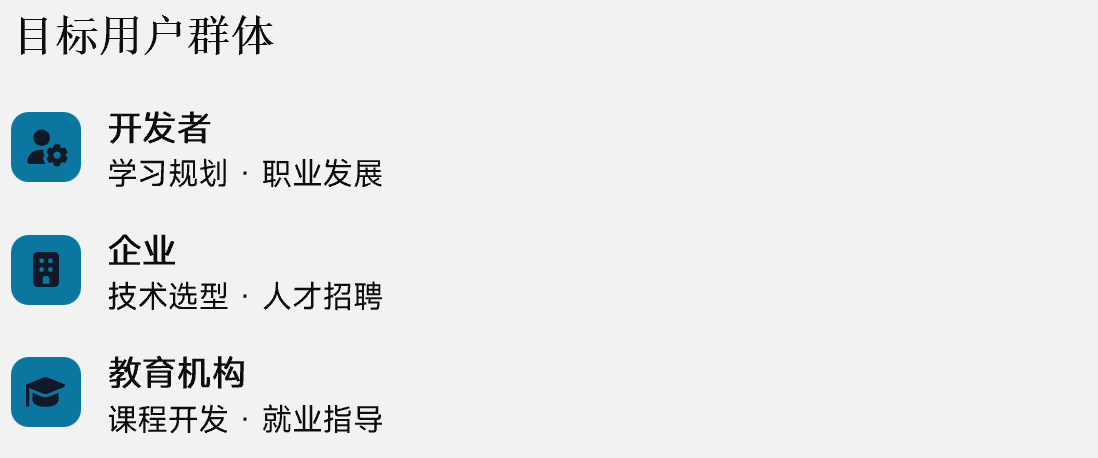 目标用户群体
开发者
学习规划 · 职业发展
企业
技术选型 · 人才招聘
教育机构
课程开发 · 就业指导